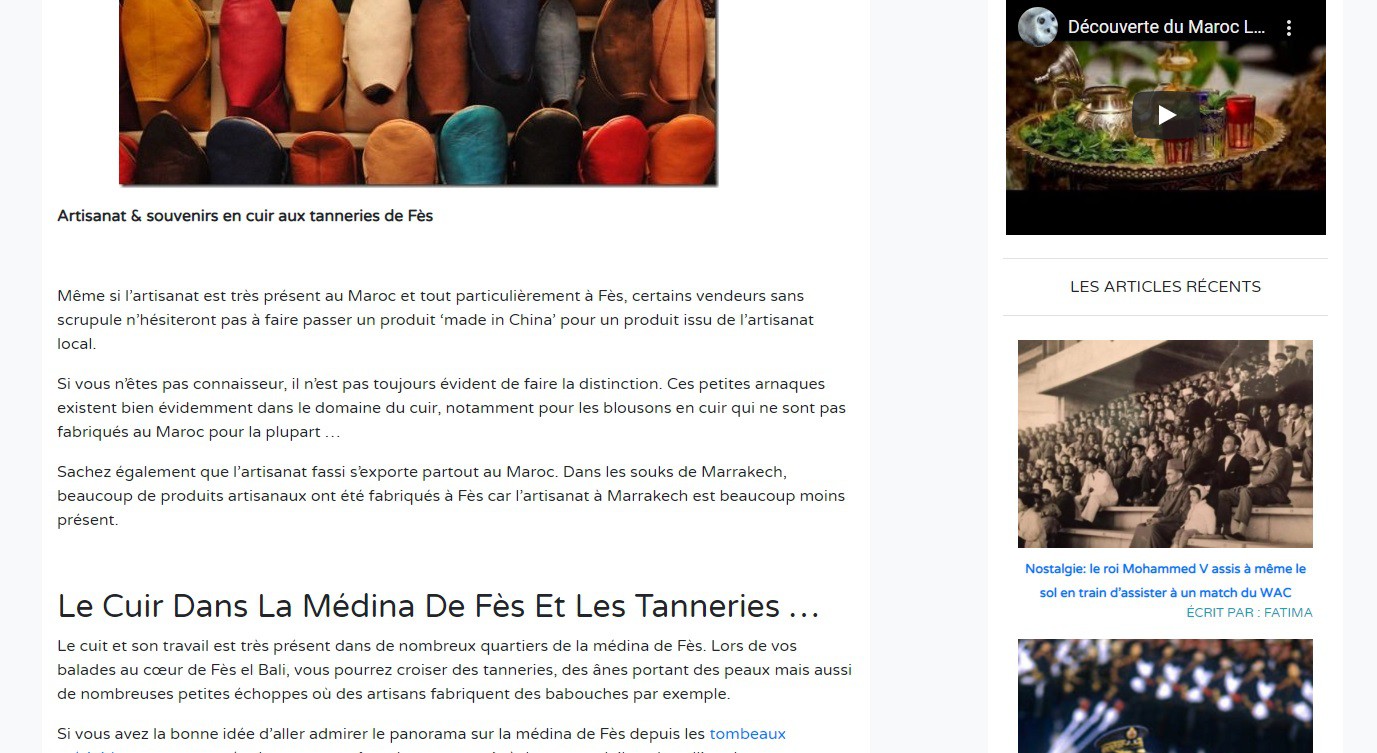 Artisanat & souvenirs en cuir aux tanneries de Fès
Même si l'artisanat est très présent au Maroc et tout particulièrement à Fès, certains vendeurs sans
scrupule n'hésiteront pas à faire passer un produit ‘made in China’ pour un produit issu de l'artisanat
local.
Si vous n'êtes pas connaisseur, il n'est pas toujours évident de faire la distinction. Ces petites arnaques
existent bien évidemment dans le domaine du cuir, notamment pour les blousons en cuir qui ne sont pas
fabriqués au Maroc pour la plupart …
Sachez également que l'artisanat fassi s'exporte partout au Maroc. Dans les souks de Marrakech,
beaucoup de produits artisanaux ont été fabriqués à Fès car l'artisanat à Marrakech est beaucoup moins
présent.
Le Cuir Dans La Médina De Fès Et Les Tanneries …
Le cuit et son travail est très présent dans de nombreux quartiers de la médina de Fès. Lors de vos
balades au cœur de Fès el Bali, vous pourrez croiser des tanneries, des ânes portant des peaux mais aussi
de nombreuses petites échoppes où des artisans fabriquent des babouches par exemple.
Si vous avez la bonne idée d'aller admirer le panorama sur la médina de Fès depuis les tombeaux
Découverte du Maroc L...
LES ARTICLES RÉCENTS
Nostalgie: le roi Mohammed V assis à même le
sol en train d'assister à un match du WAC
ÉCRIT PAR : FATIMA